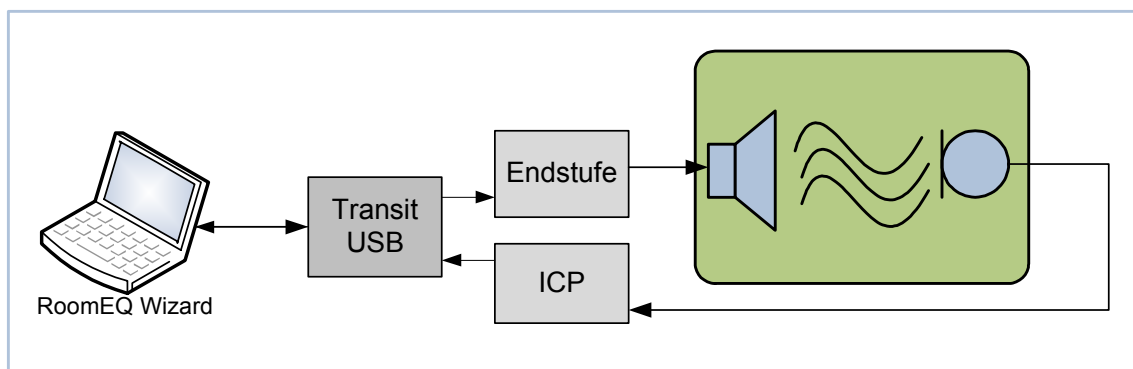 Endstufe
Transit
USB
ICP
RoomEQ Wizard